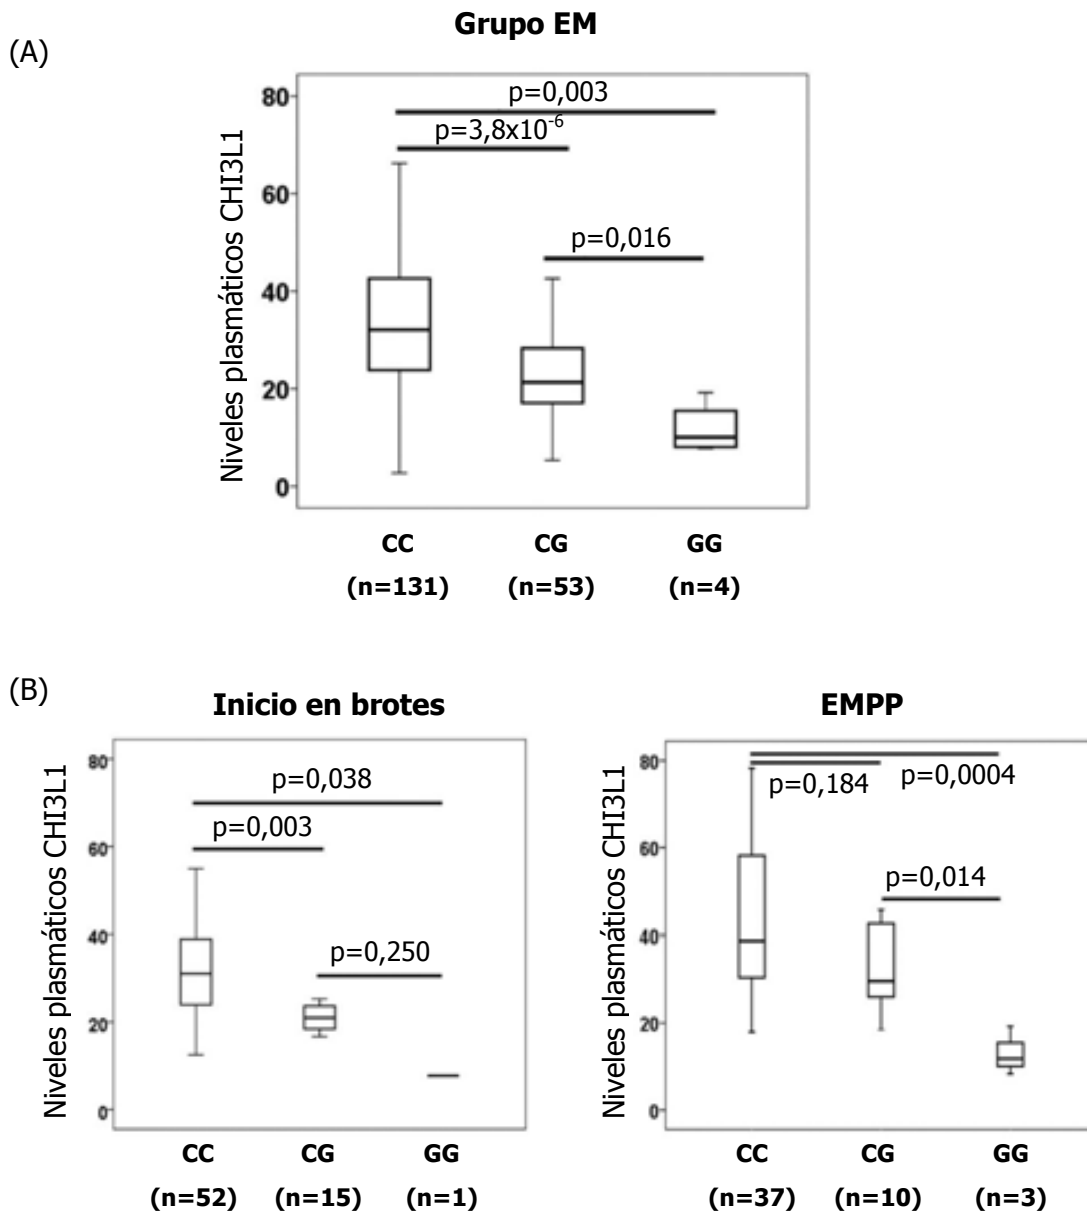 Grupo EM
(A)
Niveles plasmáticos CHI3L1
80
60
40
20
0
p=0,003
p=3,8x10⁻⁶
p=0,016
CC CG GG
(n=131) (n=53) (n=4)
(B)
Inicio en brotes
Niveles plasmáticos CHI3L1
80
60
40
20
0
p=0,038
p=0,003
p=0,250
CC CG GG
(n=52) (n=15) (n=1)
EMPP
Niveles plasmáticos CHI3L1
80
60
40
20
0
p=0,184 p=0,0004
p=0,014
CC CG GG
(n=37) (n=10) (n=3)